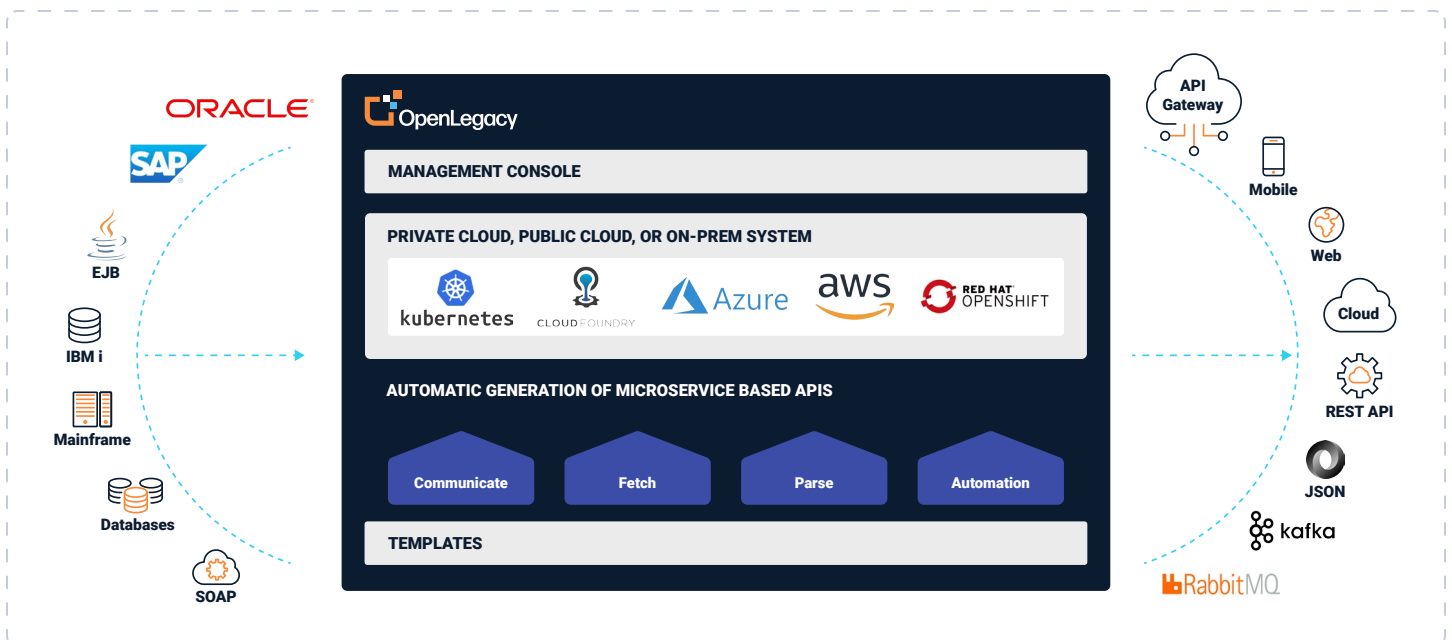 ORACLE
SAP
EJB
IBM i
Mainframe
Databases
SOAP
OpenLegacy
MANAGEMENT CONSOLE
PRIVATE CLOUD, PUBLIC CLOUD, OR ON-PREM SYSTEM
kubernetes
CLOUD FOUNDRY
Azure
aws
RED HAT
OPENSHIFT
AUTOMATIC GENERATION OF MICROSERVICE BASED APIS
Communicate
Fetch
Parse
Automation
TEMPLATES
API
Gateway
Mobile
Web
Cloud
REST API
JSON
kafka
RabbitMQ